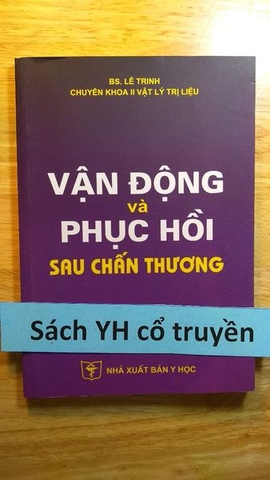 BS. LÊ TRINH
CHUYÊN KHOA II VẬT LÝ TRỊ LIỆU
VẬN ĐỘNG
và
PHỤC HỒI
SAU CHẤN THƯƠNG
Sách YH cổ truyền
NHÀ XUẤT BẢN Y HỌC